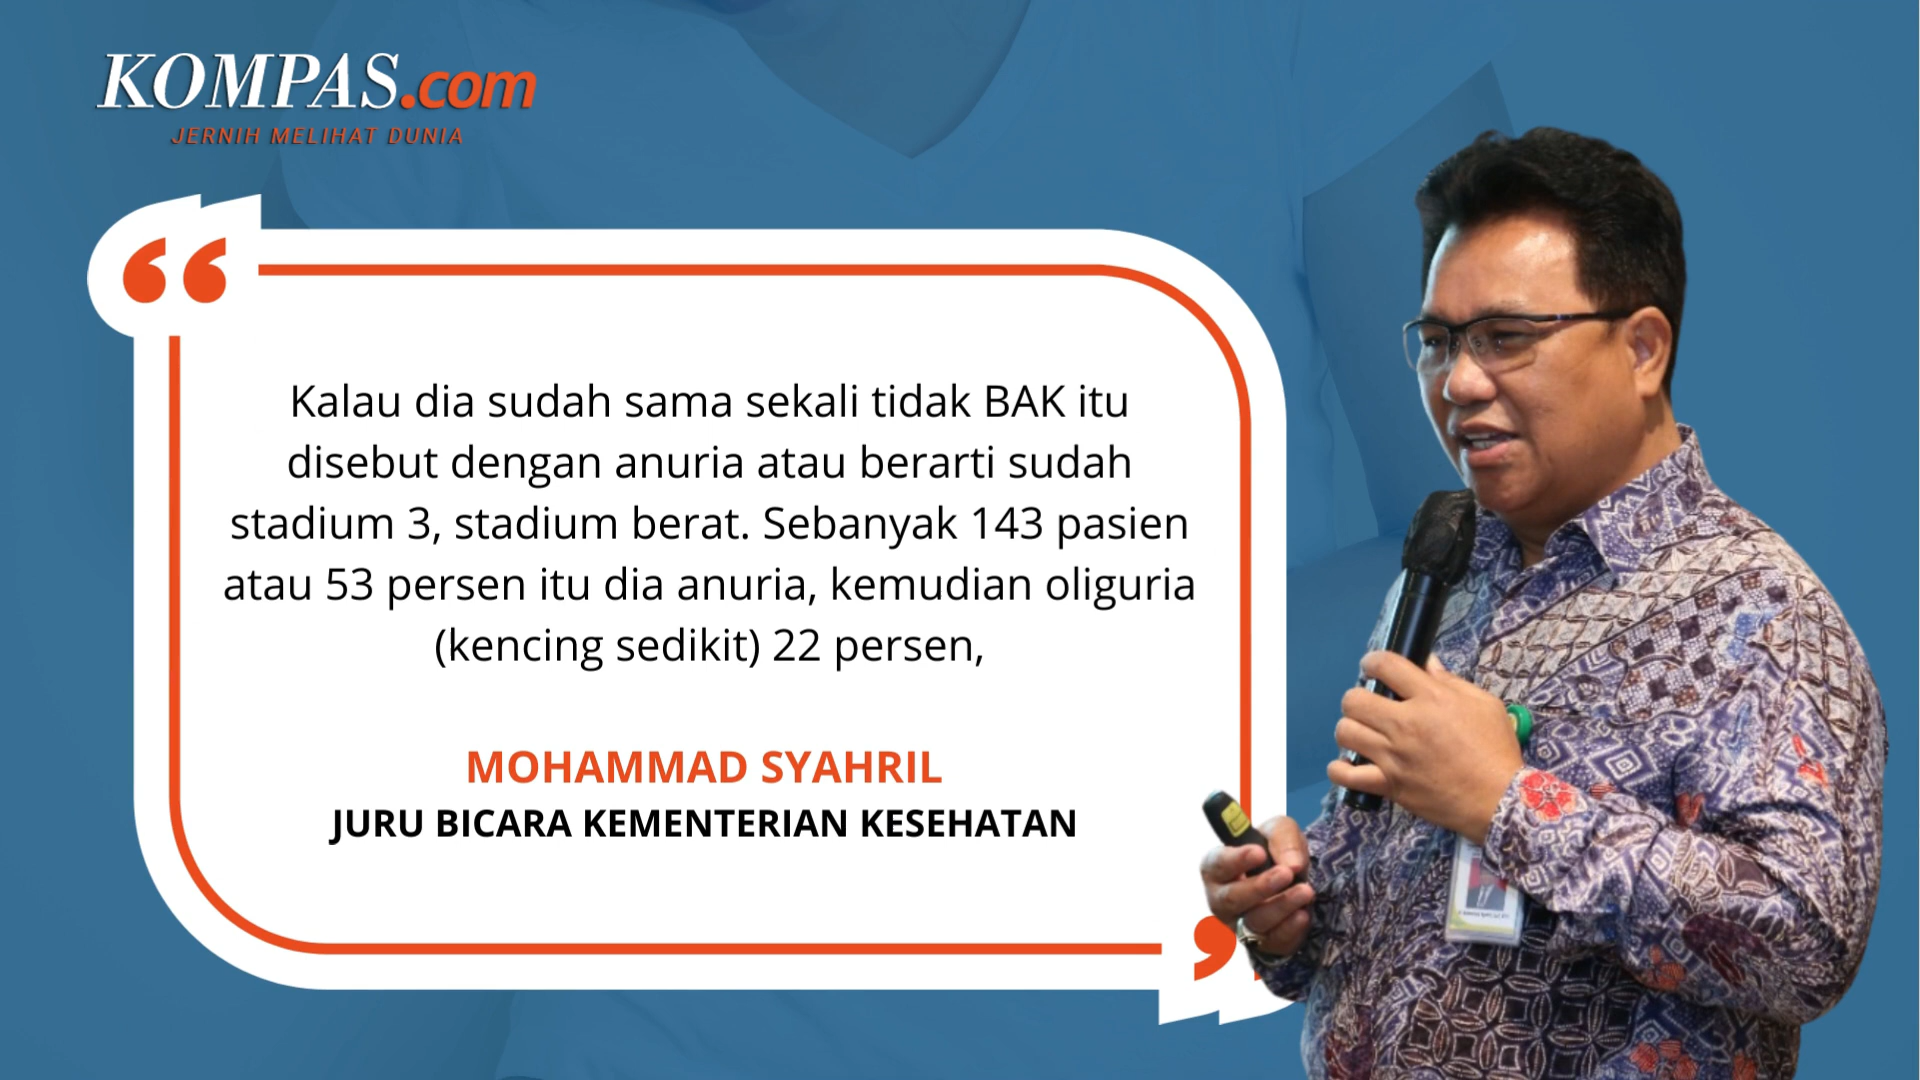 KOMPAS.com
JERNIH MELIHAT DUNIA
Kalau dia sudah sama sekali tidak BAK itu
disebut dengan anuria atau berarti sudah
stadium 3, stadium berat. Sebanyak 143 pasien
atau 53 persen itu dia anuria, kemudian oliguria
(kencing sedikit) 22 persen,
MOHAMMAD SYAHRIL
JURU BICARA KEMENTERIAN KESEHATAN